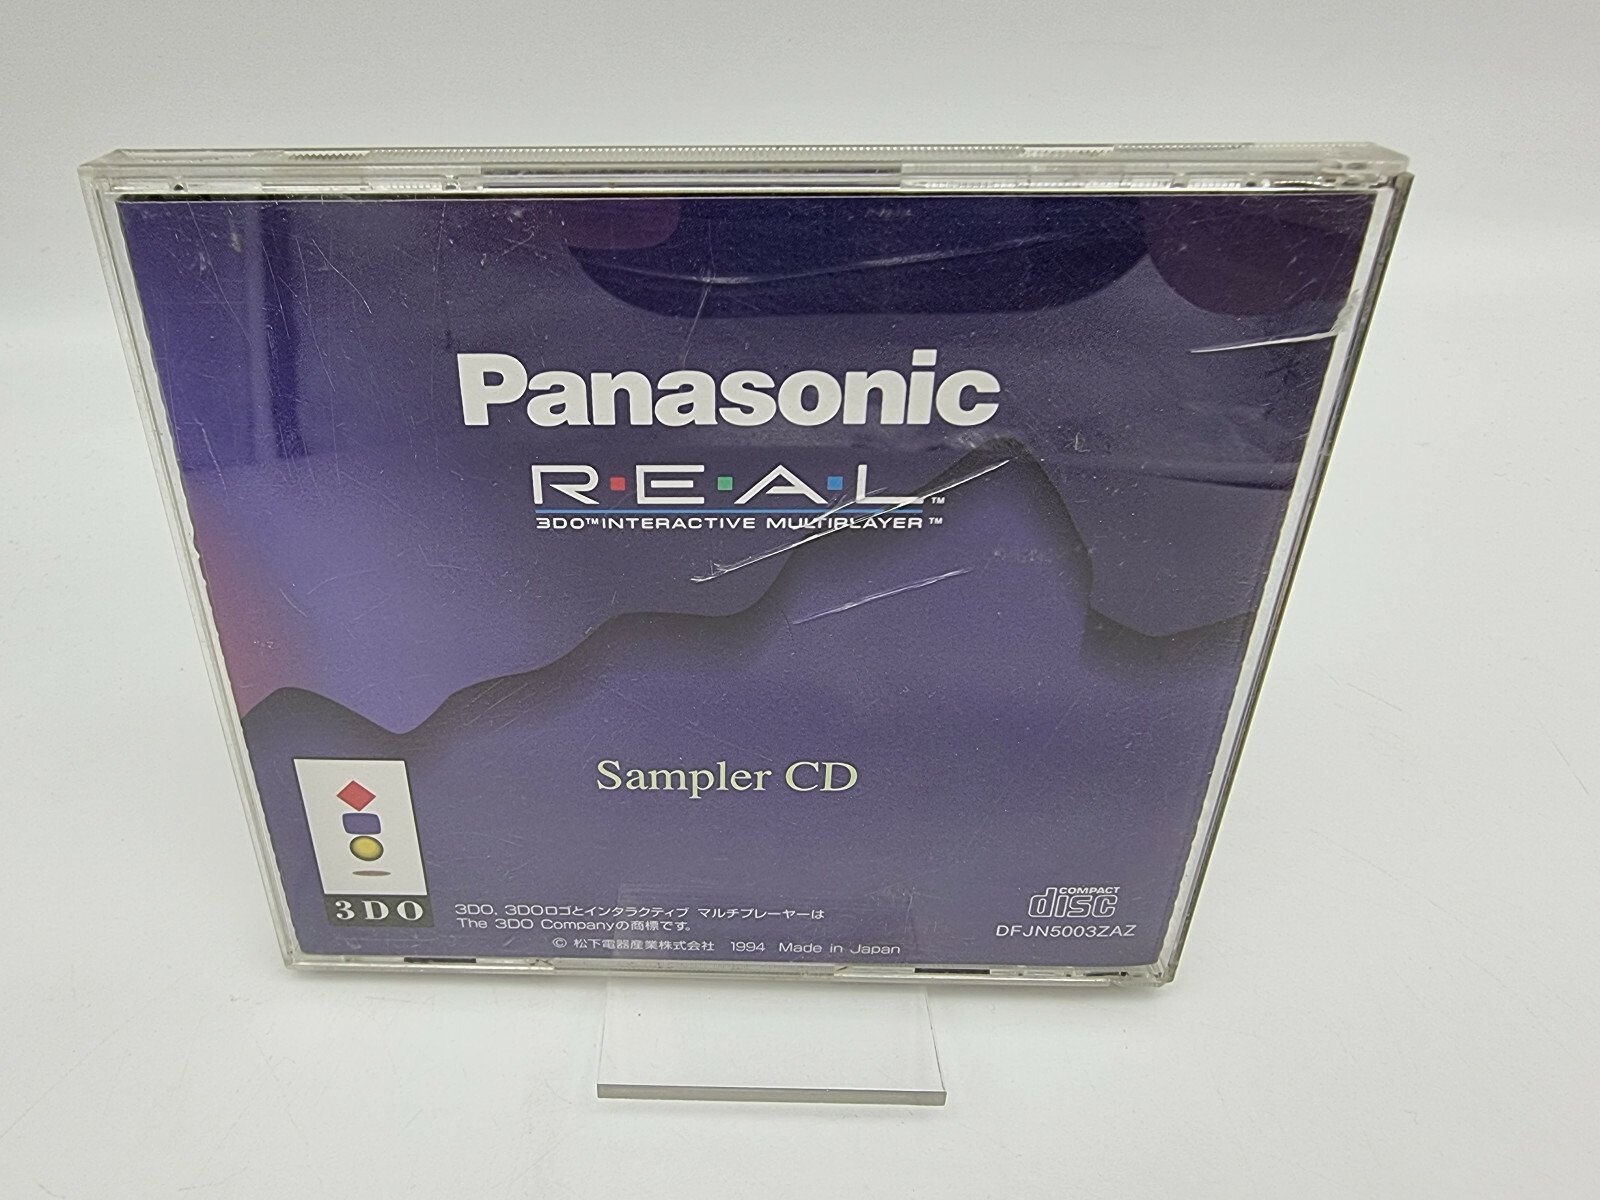 Panasonic
R·E·A·L™
3DO™ INTERACTIVE MULTIPLAYER™
Sampler CD
3DO
3DO, 3DOロゴとインタラクティブ マルチプレーヤーは
The 3DO Companyの商標です。
© 松下電器産業株式会社 1994 Made in Japan
COMPACT
disc
DFJN5003ZAZ